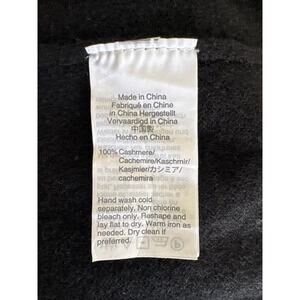 Made in China
Fabriqué en Chine
in China Hergestellt
Vervaardigd in China
中国製
Hecho en China
100% Cashmere/
Cachemire/Kaschmir/
Kasjmier/カシミア/
cachemira
Hand wash cold
separately. Non chlorine
bleach only. Reshape and
lay flat to dry. Warm iron as
needed. Dry clean if
preferred.